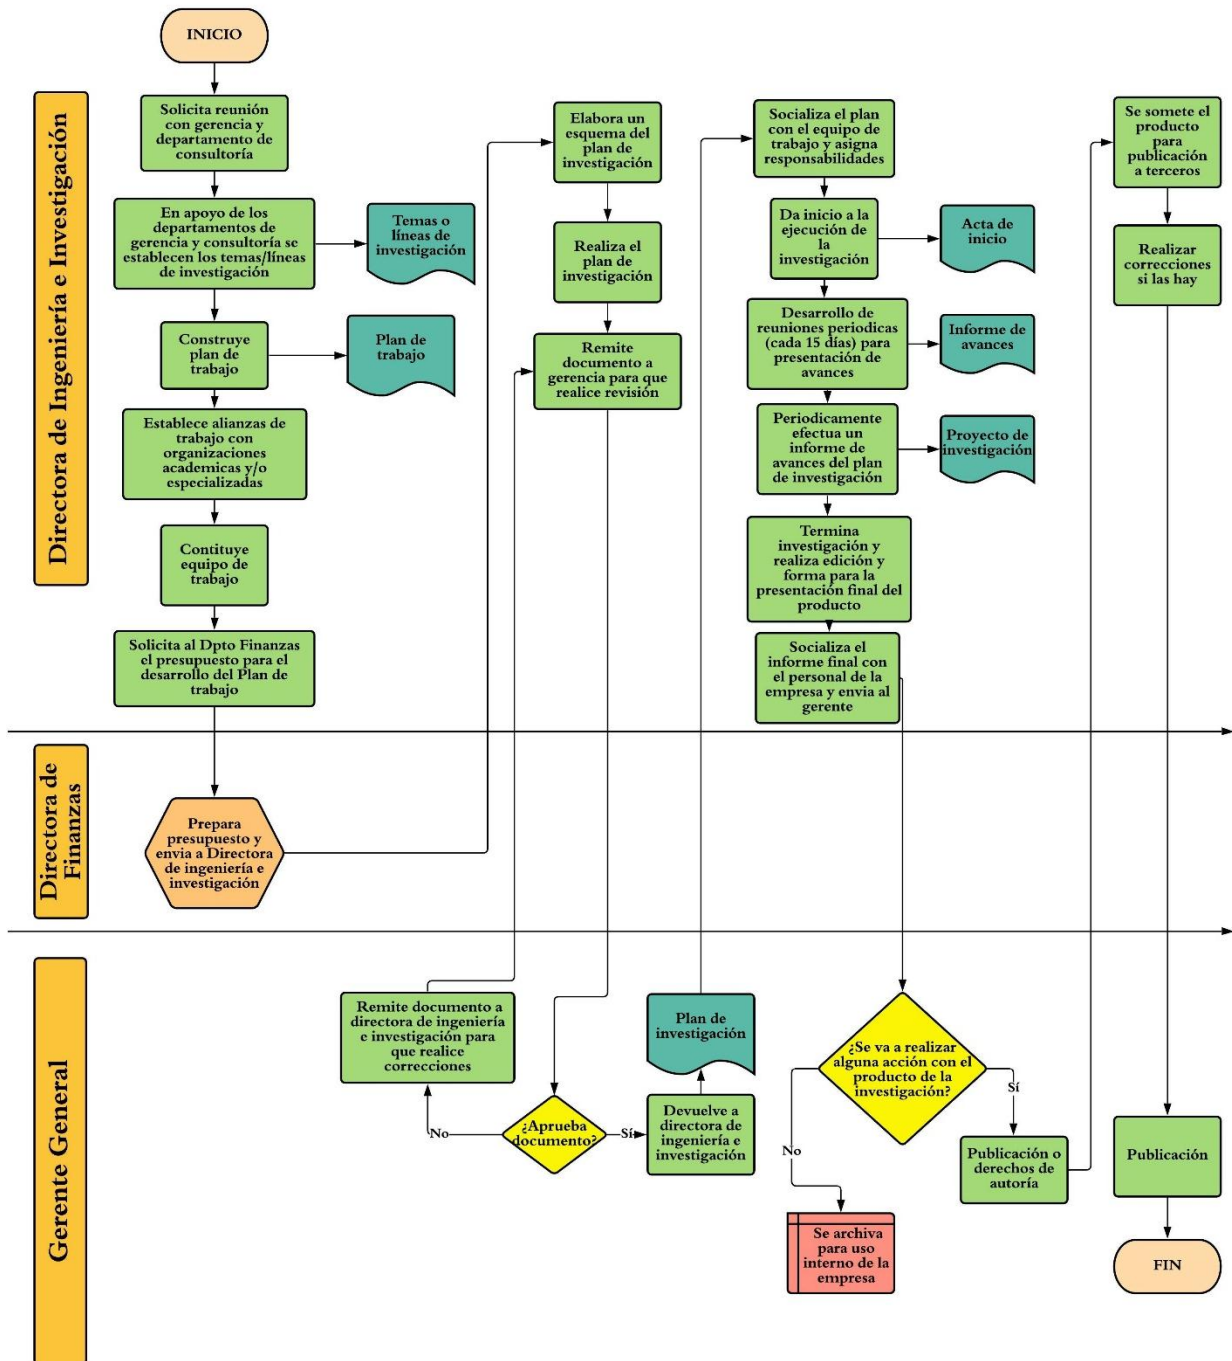 INICIO
Directora de Ingeniería e Investigación
Solicita reunión
con gerencia y
departamento de
consultoría
En apoyo de los
departamentos de
gerencia y consultoría se
establecen los temas/líneas
de investigación
Temas o
líneas de
investigación
Construye
plan de
trabajo
Plan de
trabajo
Establece alianzas de
trabajo con
organizaciones
academicas y/o
especializadas
Contituye
equipo de
trabajo
Solicita al Dpto Finanzas
el presupuesto para el
desarrollo del Plan de
trabajo
Elabora un
esquema del
plan de
investigación
Realiza el
plan de
investigación
Remite
documento a
gerencia para que
realice revisión
Socializa el plan
con el equipo de
trabajo y asigna
responsabilidades
Da inicio a la
ejecución de
la
investigación
Acta de
inicio
Desarrollo de
reuniones periodicas
(cada 15 días) para
presentación de
avances
Informe de
avances
Periodicamente
efectua un
informe de
avances del plan
de investigación
Proyecto de
investigación
Termina
investigación y
realiza edición y
forma para la
presentación final del
producto
Socializa el
informe final con
el personal de la
empresa y envia al
gerente
Se somete el
producto
para
publicación
a terceros
Realizar
correcciones
si las hay
Directora de
Finanzas
Prepara
presupuesto y
envia a Directora
de ingeniería e
investigación
Gerente General
Remite documento a
directora de ingeniería
e investigación para
que realice
correcciones
No
¿Aprueba
documento?
Sí
Devuelve a
directora de
ingeniería e
investigación
Plan de
investigación
¿Se va a realizar
alguna acción con el
producto de la
investigación?
No
Sí
Se archiva
para uso
interno de la
empresa
Publicación o
derechos de
autoría
Publicación
FIN